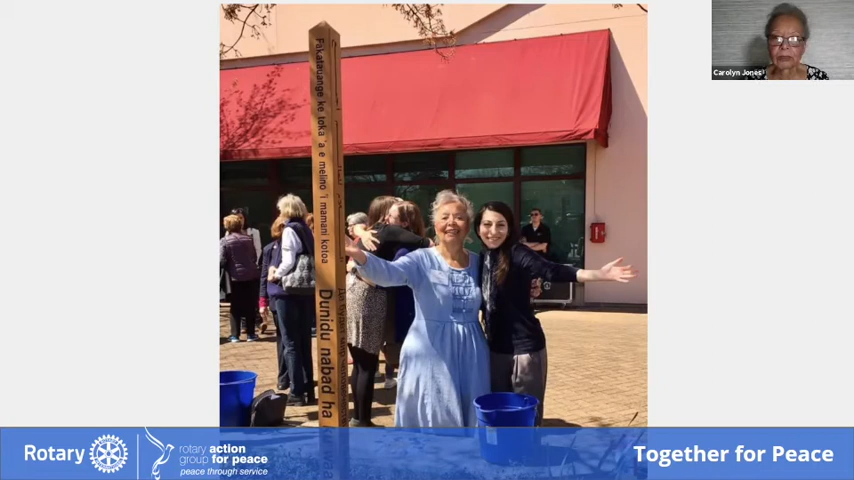 Carolyn Jones
Pakatauange ke toka 'a e melino 'i mamani kotoa
Dunidu nabad ha
Rotary
rotary action
group for peace
peace through service
Together for Peace